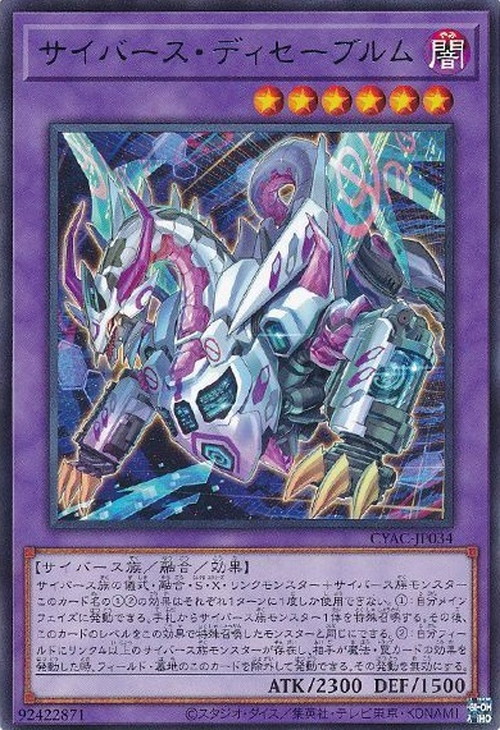 サイバース・ディセーブルム
闇
CYAC-JP034
【サイバース族／融合／効果】
サイバース族の儀式・融合・S・X・リンクモンスター＋サイバース族モンスター
このカード名の①②の効果はそれぞれ1ターンに1度しか使用できない。①：自分メイン
フェイズに発動できる。手札からサイバース族モンスター1体を特殊召喚する。その後、
このカードのレベルをこの効果で特殊召喚したモンスターと同じにできる。②：自分フィー
ルドにリンク4以上のサイバース族モンスターが存在し、相手が魔法・罠カードの効果を
発動した時、フィールド・墓地のこのカードを除外して発動できる。その発動を無効にする。
ATK/2300 DEF/1500
92422871
©スタジオ・ダイス／集英社・テレビ東京・KONAMI